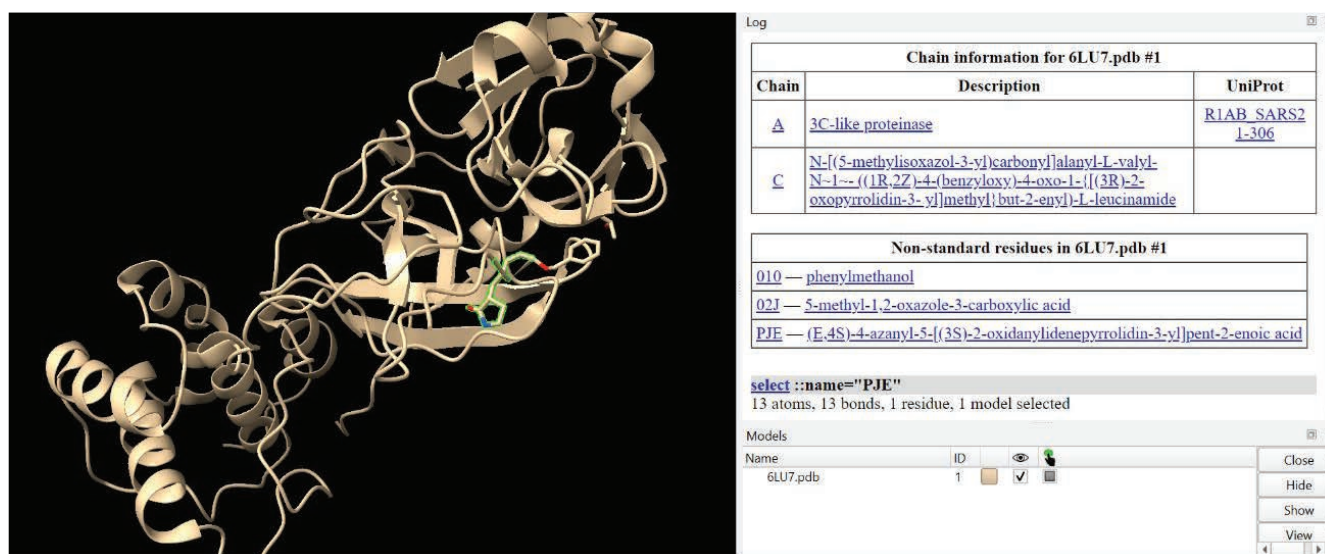 Log
Chain information for 6LU7.pdb #1
Chain Description UniProt
A 3C-like proteinase R1AB_SARS2
1-306
C N-[(5-methylisoxazol-3-yl)carbonyl]alanyl-L-valyl-
N~1~- ((1R,2Z)-4-(benzyloxy)-4-oxo-1-{[(3R)-2-
oxopyrrolidin-3- yl]methyl}but-2-enyl)-L-leucinamide
Non-standard residues in 6LU7.pdb #1
010 — phenylmethanol
02J — 5-methyl-1,2-oxazole-3-carboxylic acid
PJE — (E,4S)-4-azanyl-5-[(3S)-2-oxidanylidenepyrrolidin-3-yl]pent-2-enoic acid
select ::name="PJE"
13 atoms, 13 bonds, 1 residue, 1 model selected
Models
Name ID
6LU7.pdb 1
Close
Hide
Show
View